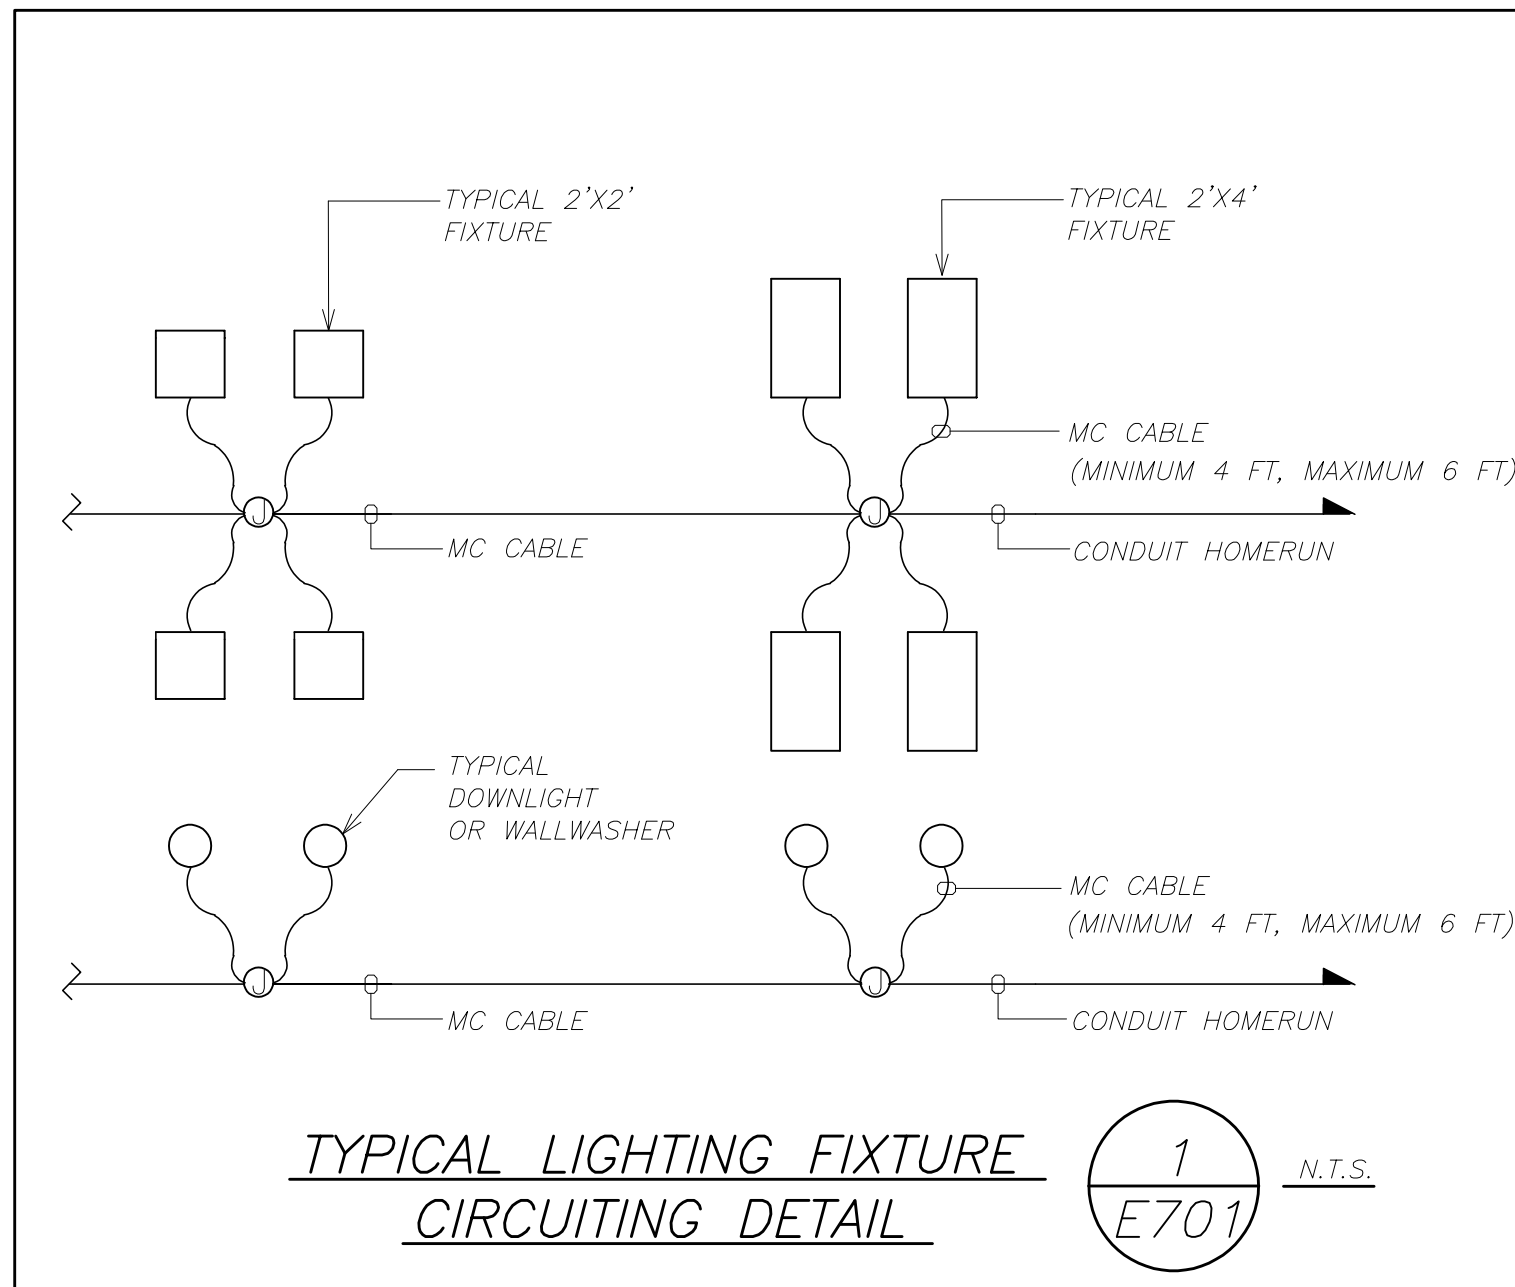 TYPICAL 2'X2'
FIXTURE
TYPICAL 2'X4'
FIXTURE
MC CABLE
(MINIMUM 4 FT, MAXIMUM 6 FT)
J
J
MC CABLE
CONDUIT HOMERUN
TYPICAL
DOWNLIGHT
OR WALLWASHER
MC CABLE
(MINIMUM 4 FT, MAXIMUM 6 FT)
J
J
MC CABLE
CONDUIT HOMERUN
TYPICAL LIGHTING FIXTURE
CIRCUITING DETAIL
1
E701
N.T.S.